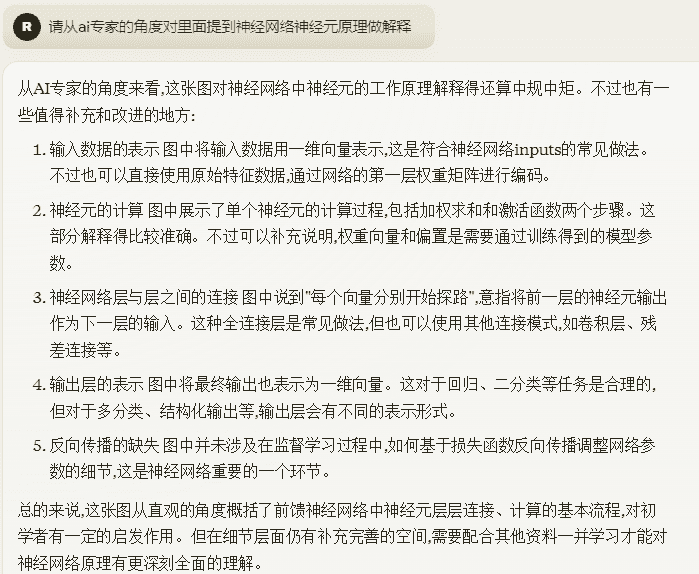 R 请从ai专家的角度对里面提到神经网络神经元原理做解释
从AI专家的角度来看,这张图对神经网络中神经元的工作原理解释得还算中规中矩。不过也有一
些值得补充和改进的地方:
1. 输入数据的表示 图中将输入数据用一维向量表示,这是符合神经网络inputs的常见做法。
不过也可以直接使用原始特征数据,通过网络的第一层权重矩阵进行编码。
2. 神经元的计算 图中展示了单个神经元的计算过程,包括加权求和和激活函数两个步骤。这
部分解释得比较准确。不过可以补充说明,权重向量和偏置是需要通过训练得到的模型参
数。
3. 神经网络层与层之间的连接 图中说到"每个向量分别开始探路",意指将前一层的神经元输出
作为下一层的输入。这种全连接层是常见做法,但也可以使用其他连接模式,如卷积层、残
差连接等。
4. 输出层的表示 图中将最终输出也表示为一维向量。这对于回归、二分类等任务是合理的,
但对于多分类、结构化输出等,输出层会有不同的表示形式。
5. 反向传播的缺失 图中并未涉及在监督学习过程中,如何基于损失函数反向传播调整网络参
数的细节,这是神经网络重要的一个环节。
总的来说,这张图从直观的角度概括了前馈神经网络中神经元层层连接、计算的基本流程,对初
学者有一定的启发作用。但在细节层面仍有补充完善的空间,需要配合其他资料一并学习才能对
神经网络原理有更深刻全面的理解。